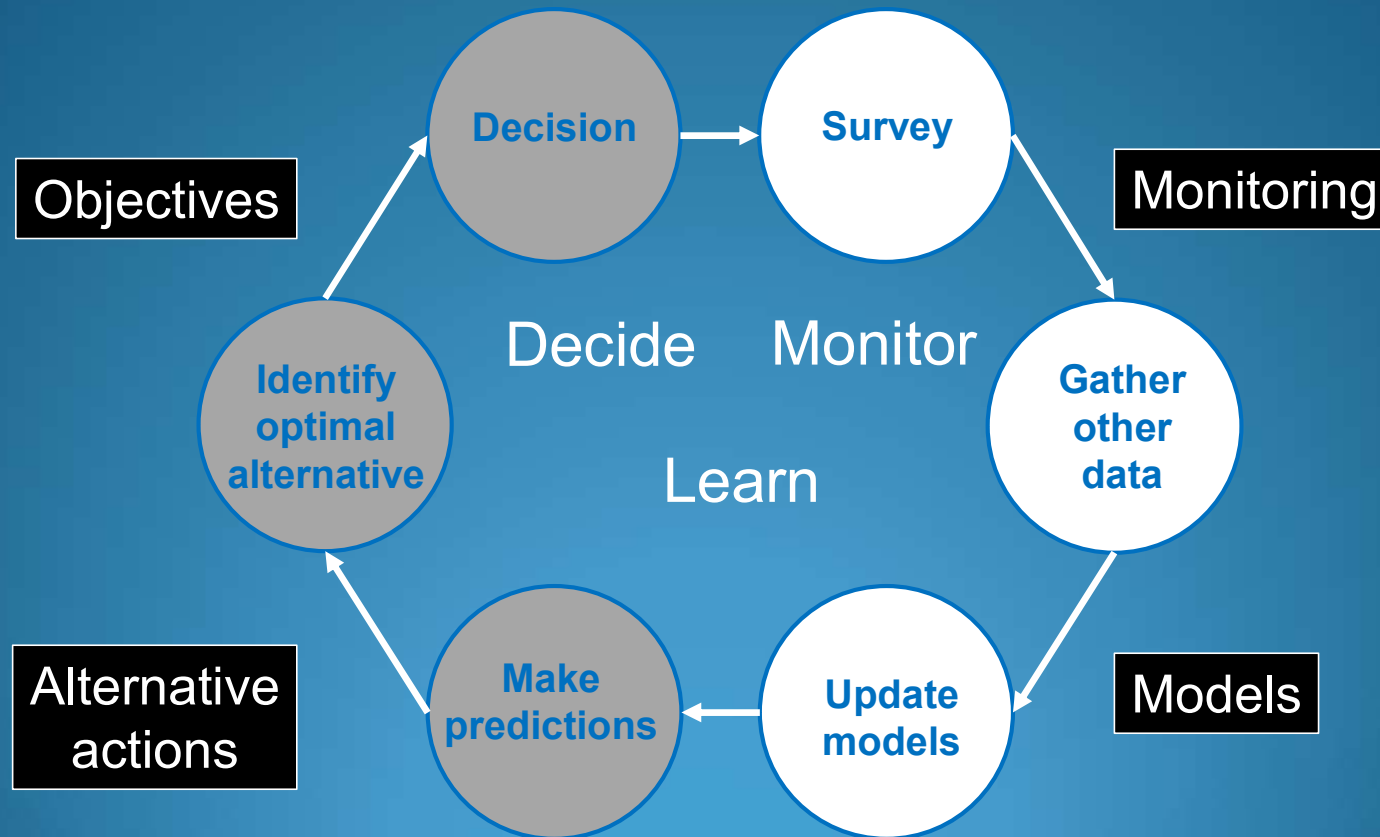 Decision
Survey
Objectives
Monitoring
Decide
Monitor
Identify
optimal
alternative
Gather
other
data
Learn
Alternative
actions
Make
predictions
Update
models
Models